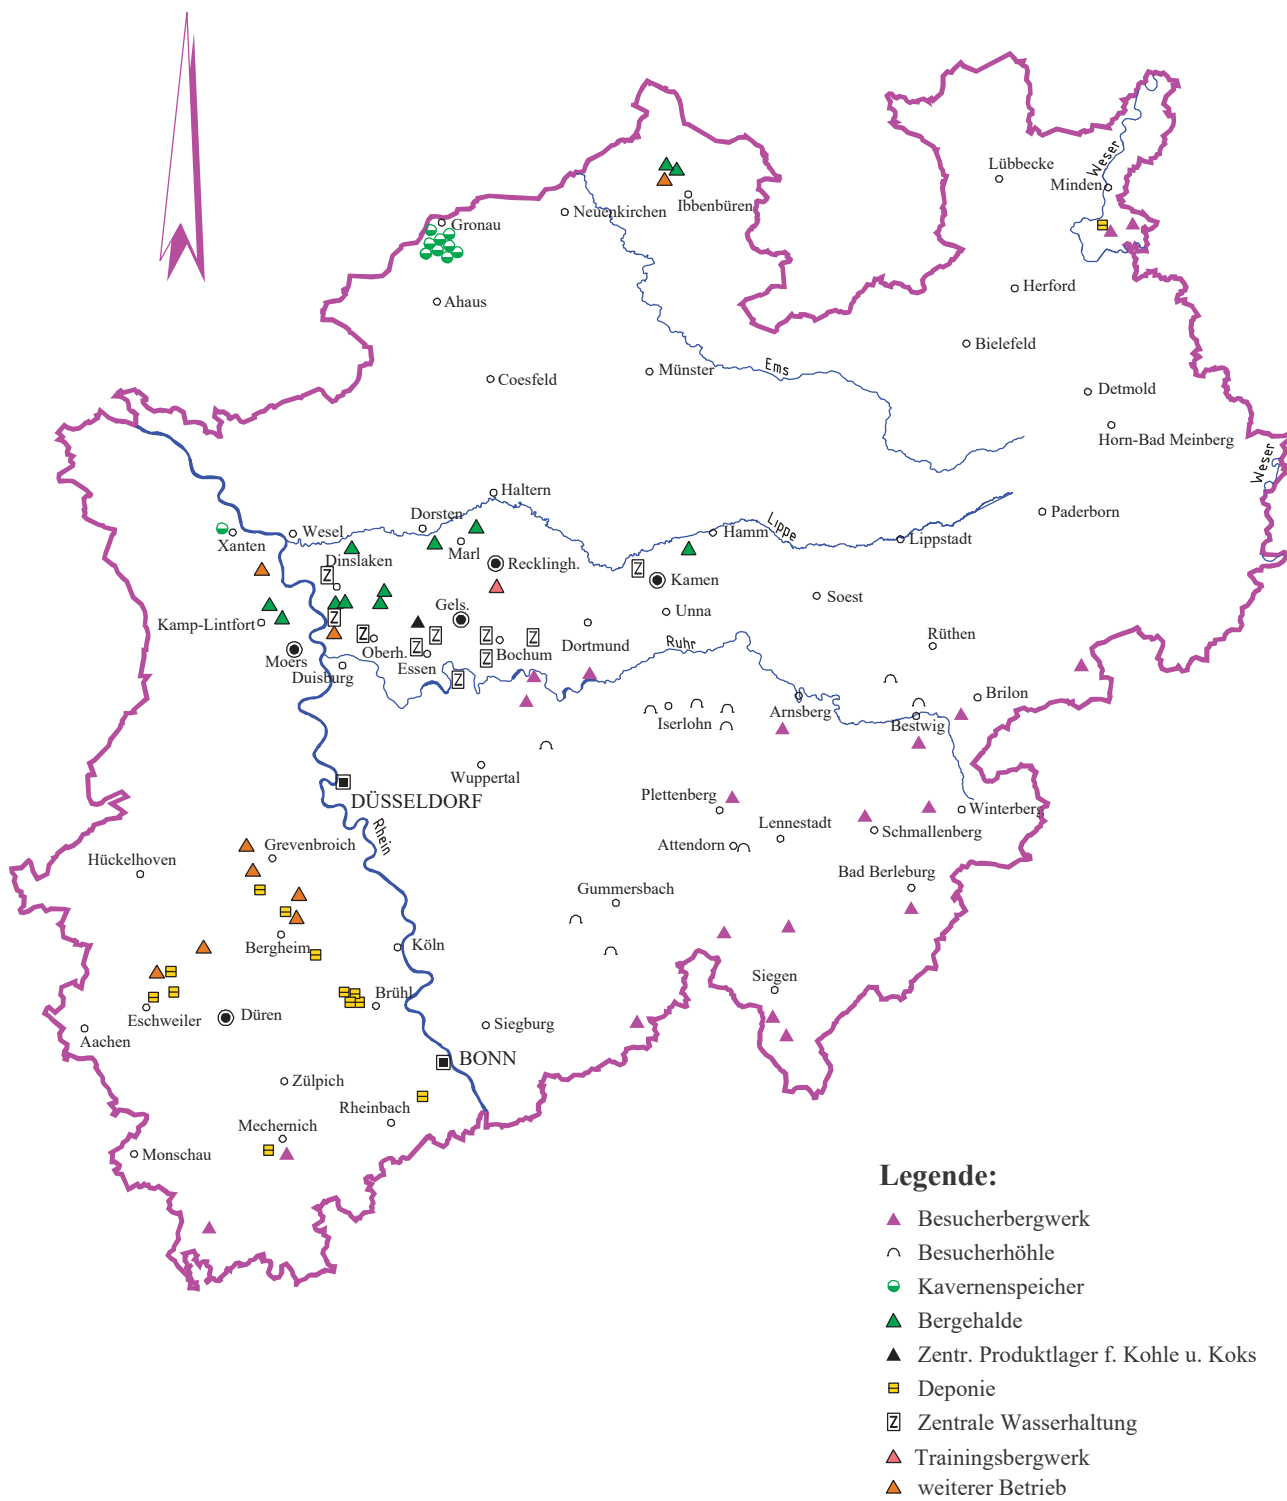 Weser
Lübbecke
Minden
Ibbenbüren
Neuenkirchen
Gronau
Herford
Ahaus
Bielefeld
Münster
Ems
Coesfeld
Detmold
Horn-Bad Meinberg
Weser
Haltern
Dorsten
Lippe
Paderborn
Wesel
Hamm
Lippstadt
Xanten
Marl
Dinslaken
Recklingh.
Kamen
Soest
Gels.
Unna
Kamp-Lintfort
Rüthen
Dortmund
Ruhr
Oberh.
Bochum
Moers
Essen
Duisburg
Brilon
Arnsberg
Iserlohn
Bestwig
Wuppertal
Plettenberg
DÜSSELDORF
Winterberg
Lennestadt
Schmallenberg
Rhein
Grevenbroich
Attendorn
Hückelhoven
Bad Berleburg
Gummersbach
Bergheim
Köln
Siegen
Brühl
Düren
Eschweiler
Siegburg
Aachen
BONN
Zülpich
Rheinbach
Mechernich
Monschau
Legende:
Besucherbergwerk
Besucherhöhle
Kavernenspeicher
Bergehalde
Zentr. Produktlager f. Kohle u. Koks
Deponie
Z Zentrale Wasserhaltung
Trainingsbergwerk
weiterer Betrieb